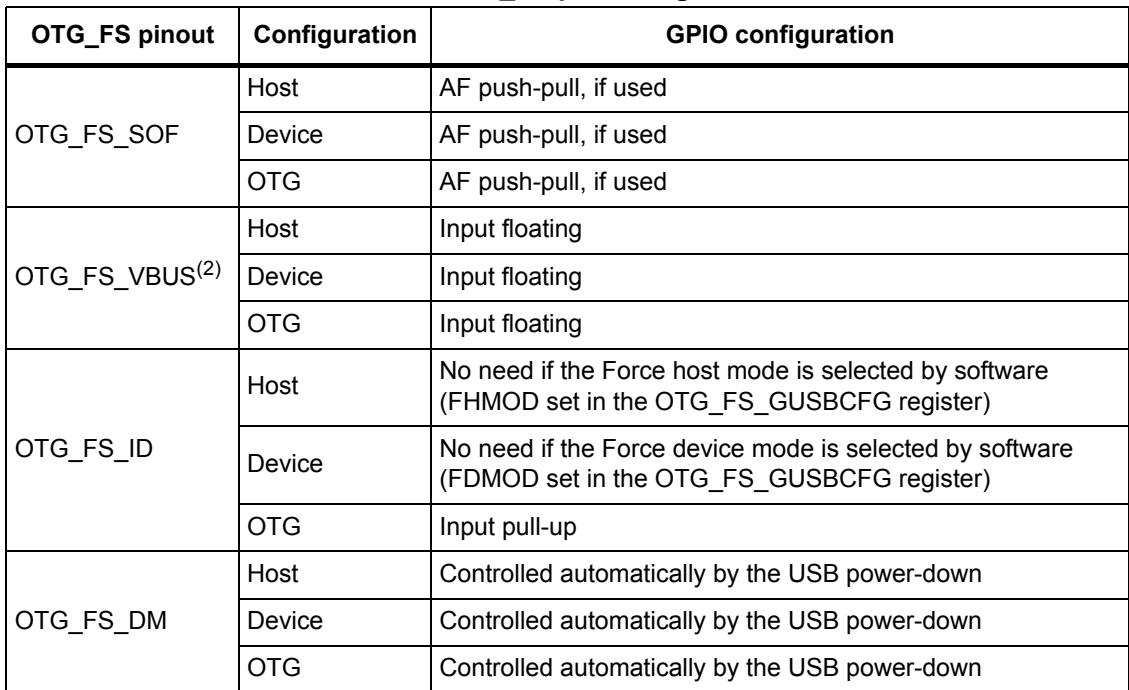 OTG_FS pinout Configuration GPIO configuration
OTG_FS_SOF
Host AF push-pull, if used
Device AF push-pull, if used
OTG AF push-pull, if used
OTG_FS_VBUS(2)
Host Input floating
Device Input floating
OTG Input floating
OTG_FS_ID
Host
No need if the Force host mode is selected by software
(FHMOD set in the OTG_FS_GUSBCFG register)
Device
No need if the Force device mode is selected by software
(FDMOD set in the OTG_FS_GUSBCFG register)
OTG Input pull-up
OTG_FS_DM
Host Controlled automatically by the USB power-down
Device Controlled automatically by the USB power-down
OTG Controlled automatically by the USB power-down